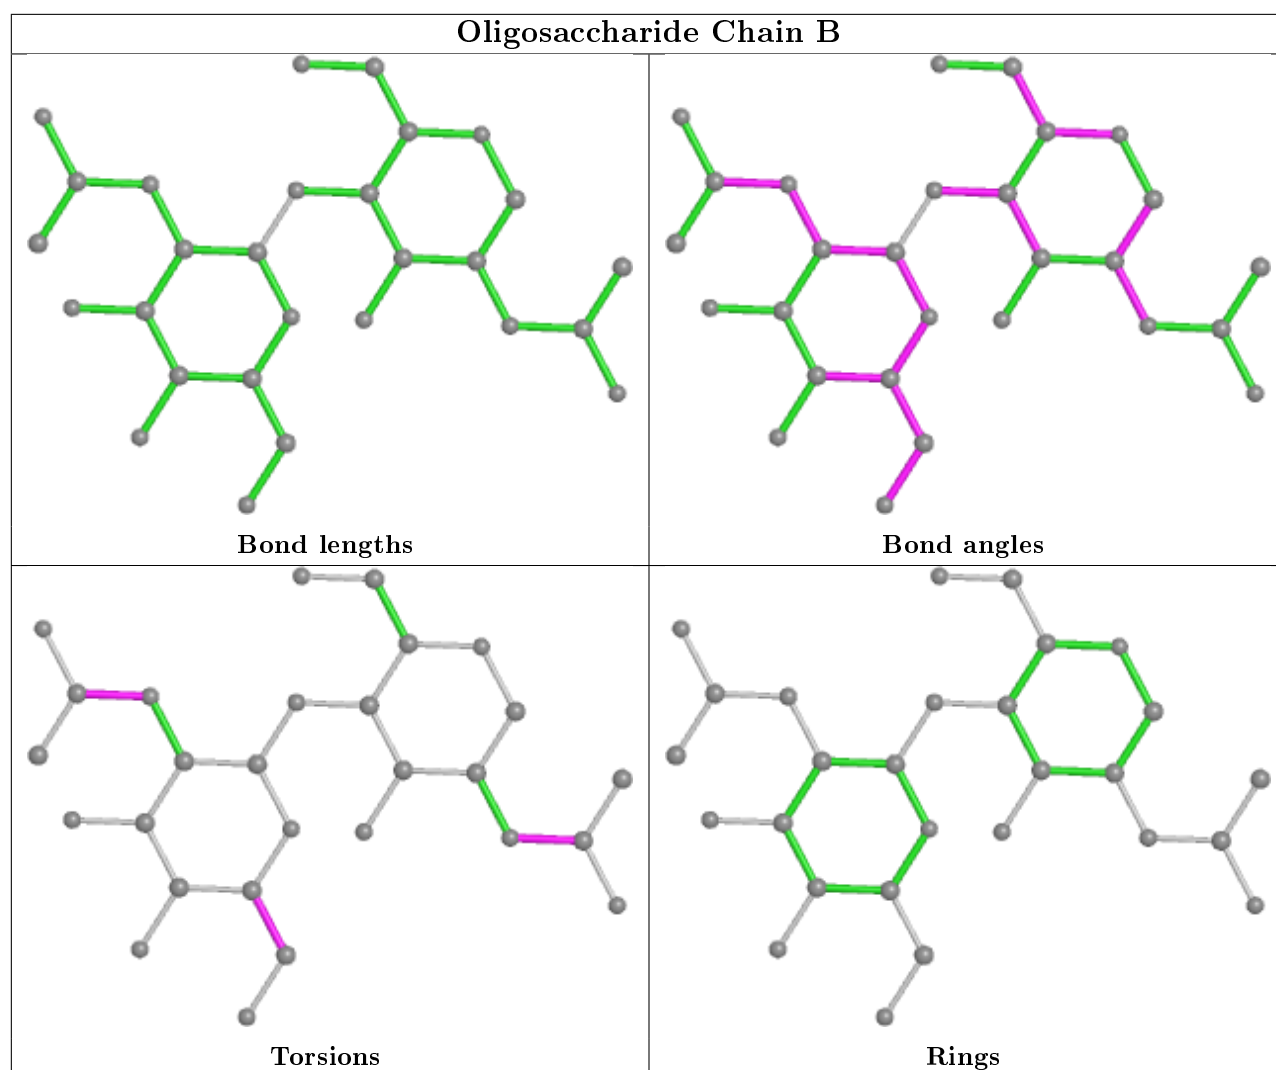 Oligosaccharide Chain B
Bond lengths
Bond angles
Torsions
Rings